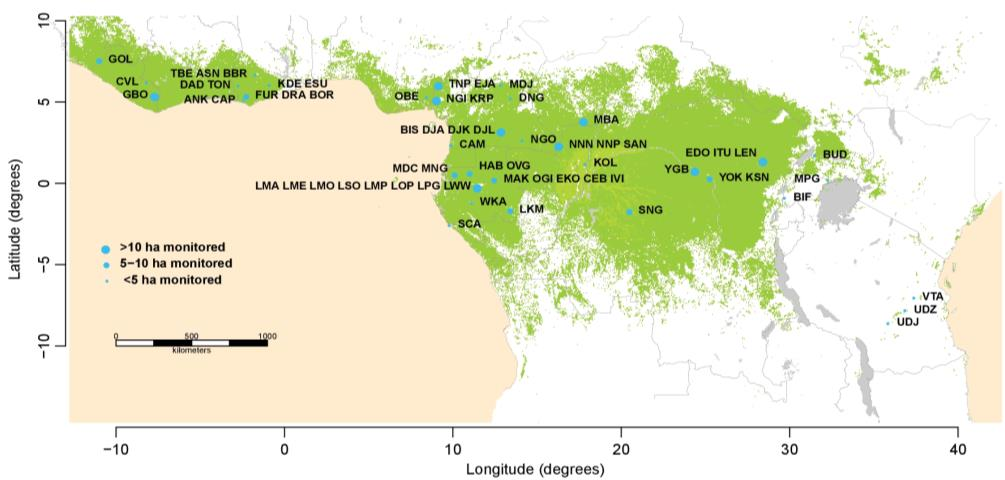 10
GOL
TBE ASN BBR
CVL
DAD TON
KDE ESU
TNP EJA
MDJ
GBO
ANK CAP
FUR DRA BOR
OBE
NGI KRP
DNG
5
MBA
BIS DJA DJK DJL
CAM
NGO
NNN NNP SAN
EDO ITU LEN
BUD
MDC MNG
HAB OVG
KOL
YGB
YOK KSN
MPG
0
LMA LME LMO LSO LMP LOP LPG LWW
MAK OGI EKO CEB IVI
BIF
WKA
LKM
SNG
SCA
>10 ha monitored
5−10 ha monitored
<5 ha monitored
−5
VTA
UDZ
UDJ
0 500 1000
kilometers
−10
−10 0 10 20 30 40
Longitude (degrees)
Latitude (degrees)